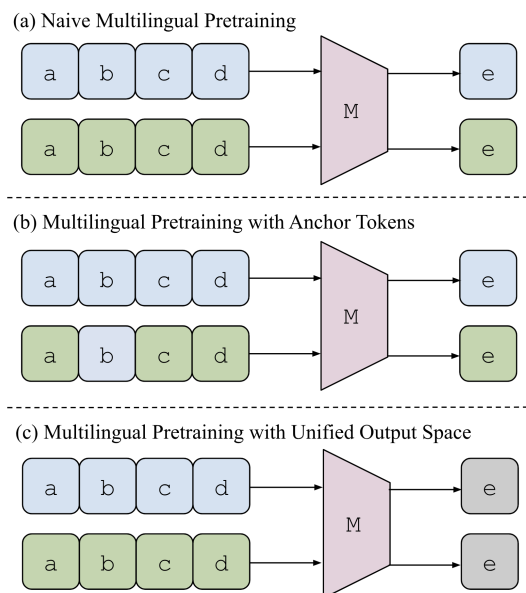 (a) Naive Multilingual Pretraining
a b c d e
M
a b c d e
(b) Multilingual Pretraining with Anchor Tokens
a b c d e
M
a b c d e
(c) Multilingual Pretraining with Unified Output Space
a b c d e
M
a b c d e